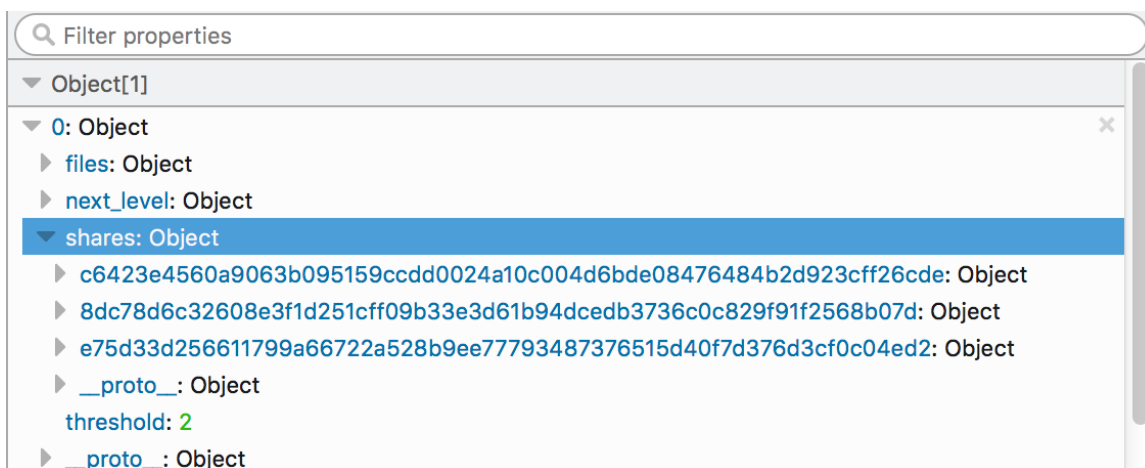 Filter properties
Object[1]
0: Object
files: Object
next_level: Object
shares: Object
c6423e4560a9063b095159ccdd0024a10c004d6bde08476484b2d923cff26cde: Object
8dc78d6c32608e3f1d251cff09b33e3d61b94dcedb3736c0c829f91f2568b07d: Object
e75d33d256611799a66722a528b9ee77793487376515d40f7d376d3cf0c04ed2: Object
__proto__: Object
threshold: 2
__proto__: Object